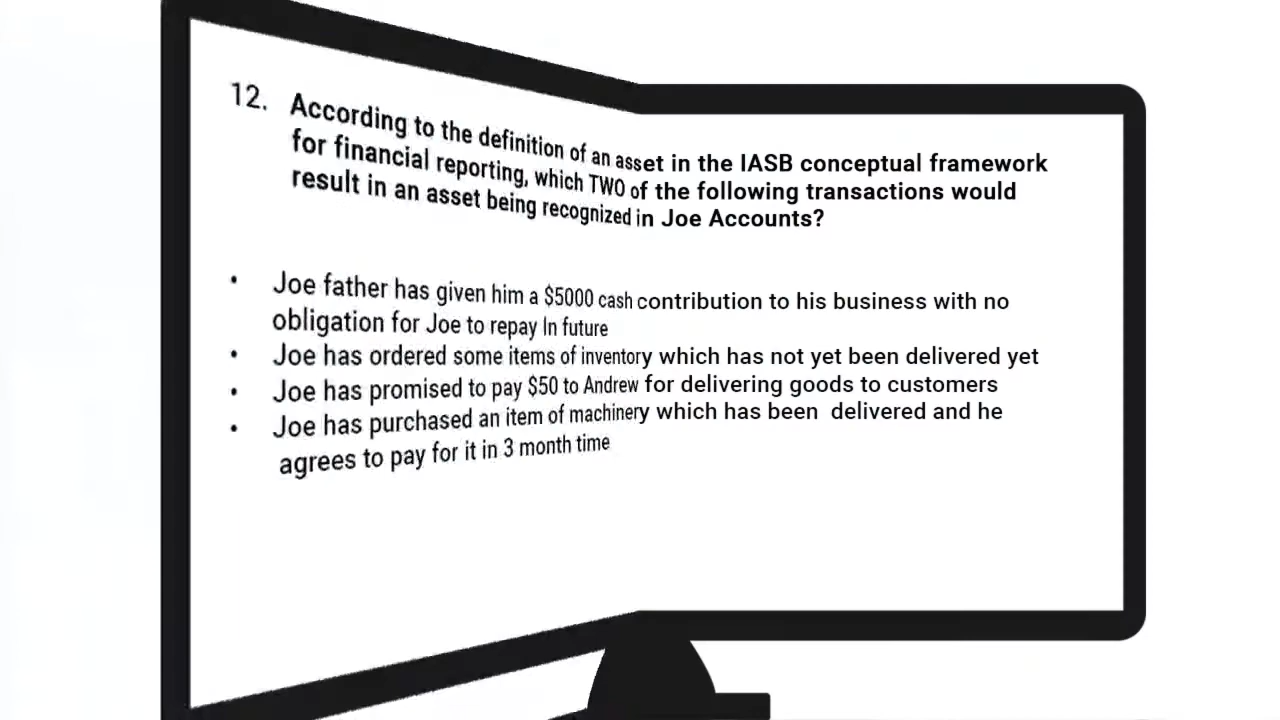 12. According to the definition of an asset in the IASB conceptual framework
for financial reporting, which TWO of the following transactions would
result in an asset being recognized in Joe Accounts?
• Joe father has given him a $5000 cash contribution to his business with no
obligation for Joe to repay In future
• Joe has ordered some items of inventory which has not yet been delivered yet
• Joe has promised to pay $50 to Andrew for delivering goods to customers
• Joe has purchased an item of machinery which has been delivered and he
agrees to pay for it in 3 month time